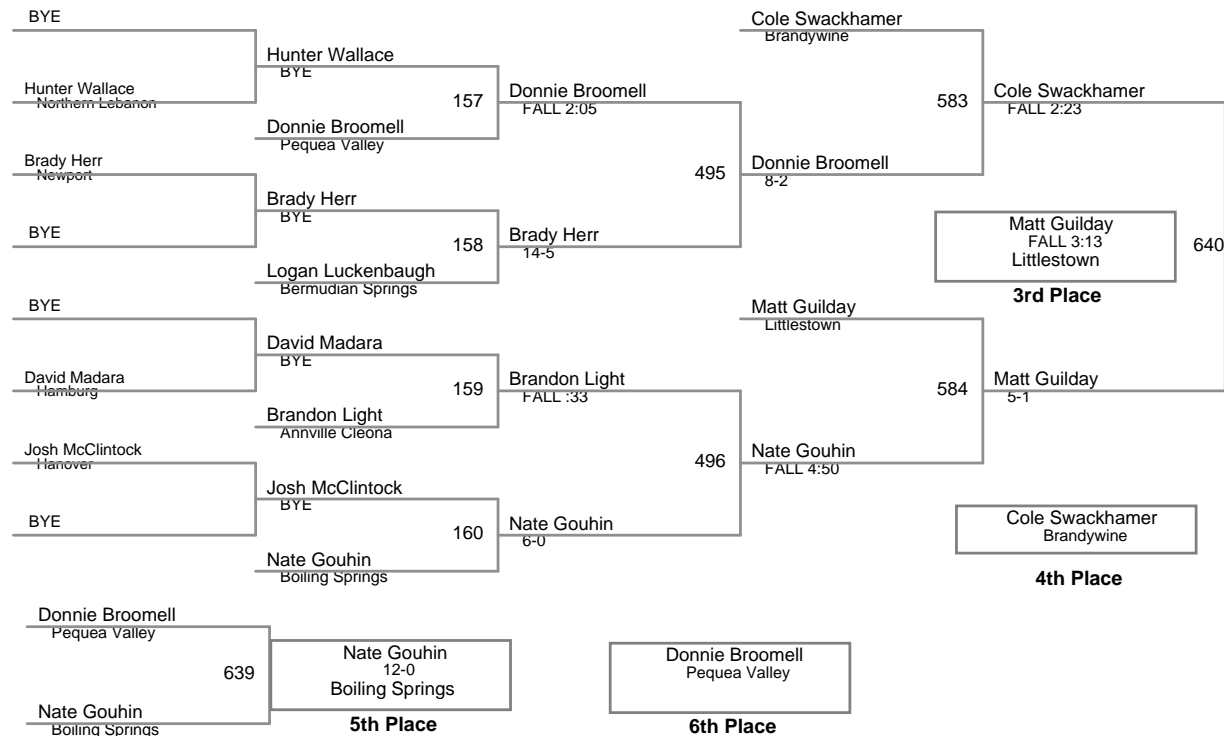 BYE
Hunter Wallace
Northern Lebanon
Brady Herr
Newport
BYE
BYE
David Madara
Hamburg
Josh McClintock
Hanover
BYE
Hunter Wallace
BYE
157
Donnie Broomell
Pequea Valley
Brady Herr
BYE
158
Logan Luckenbaugh
Bermudian Springs
David Madara
BYE
159
Brandon Light
Annville Cleona
Josh McClintock
BYE
160
Nate Gouhin
Boiling Springs
Donnie Broomell
FALL 2:05
495
Brady Herr
14-5
Brandon Light
FALL :33
496
Nate Gouhin
6-0
Cole Swackhamer
Brandywine
583
Donnie Broomell
8-2
Matt Guilday
Littlestown
584
Nate Gouhin
FALL 4:50
Cole Swackhamer
FALL 2:23
Matt Guilday
FALL 3:13
Littlestown
640
3rd Place
Matt Guilday
5-1
Cole Swackhamer
Brandywine
4th Place
Donnie Broomell
Pequea Valley
639
Nate Gouhin
Boiling Springs
Nate Gouhin
12-0
Boiling Springs
5th Place
Donnie Broomell
Pequea Valley
6th Place